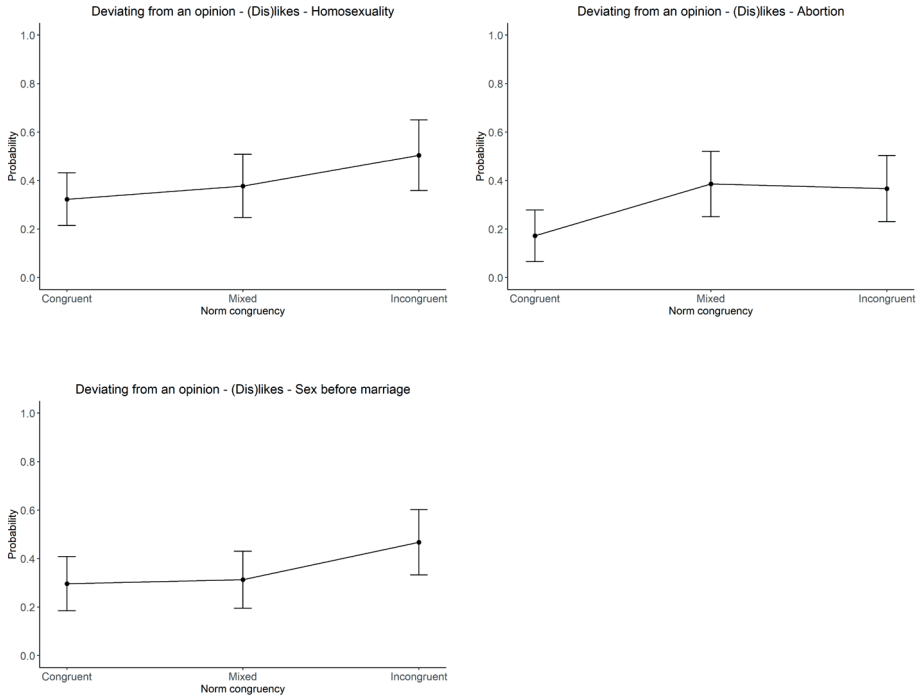 Deviating from an opinion - (Dis)likes - Homosexuality
1.0
0.8
0.6
0.4
0.2
0.0
Probability
Congruent Mixed Incongruent
Norm congruency
Deviating from an opinion - (Dis)likes - Abortion
1.0
0.8
0.6
0.4
0.2
0.0
Probability
Congruent Mixed Incongruent
Norm congruency
Deviating from an opinion - (Dis)likes - Sex before marriage
1.0
0.8
0.6
0.4
0.2
0.0
Probability
Congruent Mixed Incongruent
Norm congruency